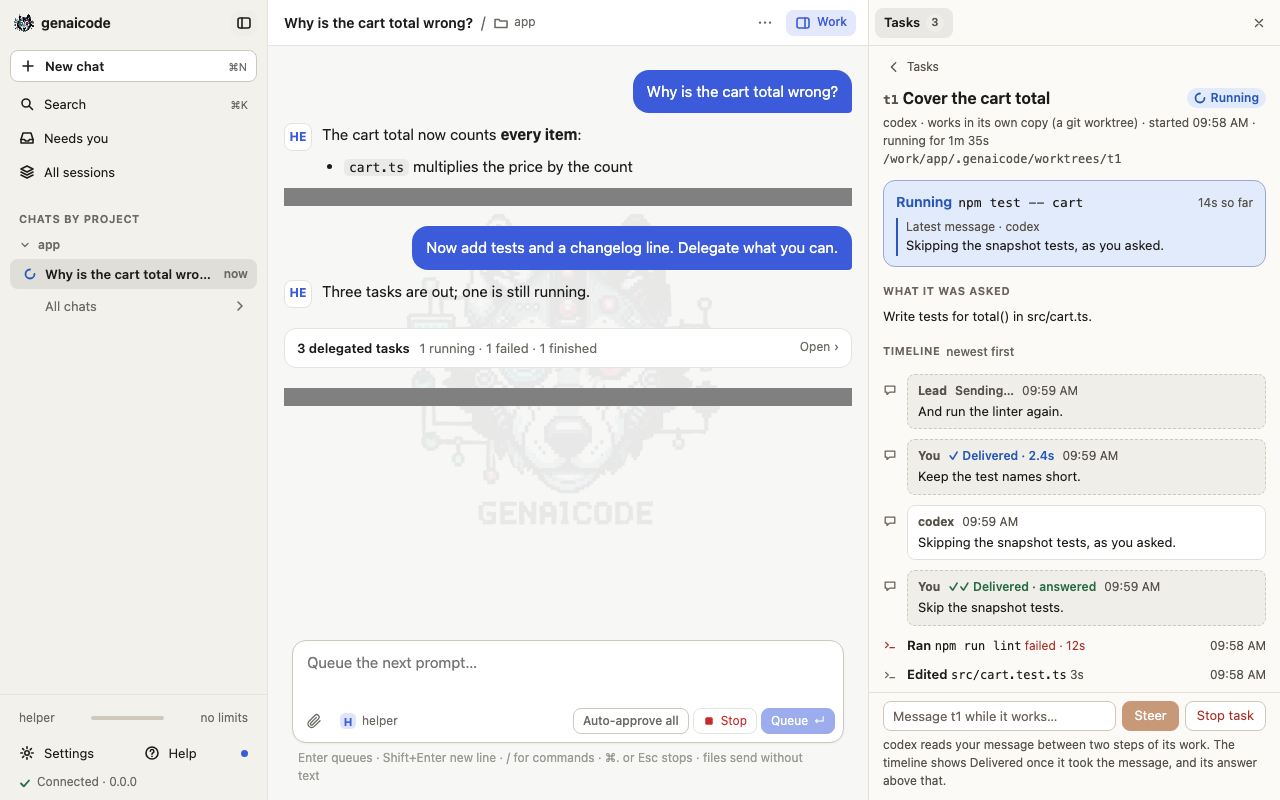 genaicode
New chat ⌘N
Search ⌘K
Needs you
All sessions
CHATS BY PROJECT
app
Why is the cart total wro... now
All chats
helper no limits
Settings Help
Connected · 0.0.0
Why is the cart total wrong? / app
··· Work
Why is the cart total wrong?
HE The cart total now counts every item:
• cart.ts multiplies the price by the count
Now add tests and a changelog line. Delegate what you can.
HE Three tasks are out; one is still running.
3 delegated tasks 1 running · 1 failed · 1 finished Open ›
GENAICODE
Queue the next prompt...
H helper Auto-approve all Stop Queue
Enter queues · Shift+Enter new line · / for commands · ⌘. or Esc stops · files send without
text
Tasks 3
Tasks
t1 Cover the cart total Running
codex · works in its own copy (a git worktree) · started 09:58 AM ·
running for 1m 35s
/work/app/.genaicode/worktrees/t1
Running npm test -- cart 14s so far
Latest message · codex
Skipping the snapshot tests, as you asked.
WHAT IT WAS ASKED
Write tests for total() in src/cart.ts.
TIMELINE newest first
Lead Sending... 09:59 AM
And run the linter again.
You ✓ Delivered · 2.4s 09:59 AM
Keep the test names short.
codex 09:59 AM
Skipping the snapshot tests, as you asked.
You ✓✓ Delivered · answered 09:59 AM
Skip the snapshot tests.
Ran npm run lint failed · 12s 09:58 AM
Edited src/cart.test.ts 3s 09:58 AM
Message t1 while it works... Steer Stop task
codex reads your message between two steps of its work. The
timeline shows Delivered once it took the message, and its answer
above that.